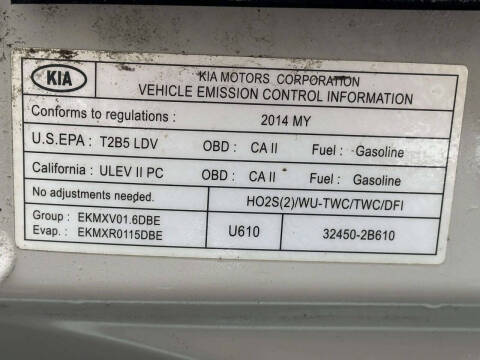 KIA
KIA MOTORS CORPORATION
VEHICLE EMISSION CONTROL INFORMATION
Conforms to regulations : 2014 MY
U.S.EPA : T2B5 LDV OBD : CA II Fuel : Gasoline
California : ULEV II PC OBD : CA II Fuel : Gasoline
No adjustments needed. HO2S(2)/WU-TWC/TWC/DFI
Group : EKMXV01.6DBE
Evap. : EKMXR0115DBE
U610 32450-2B610